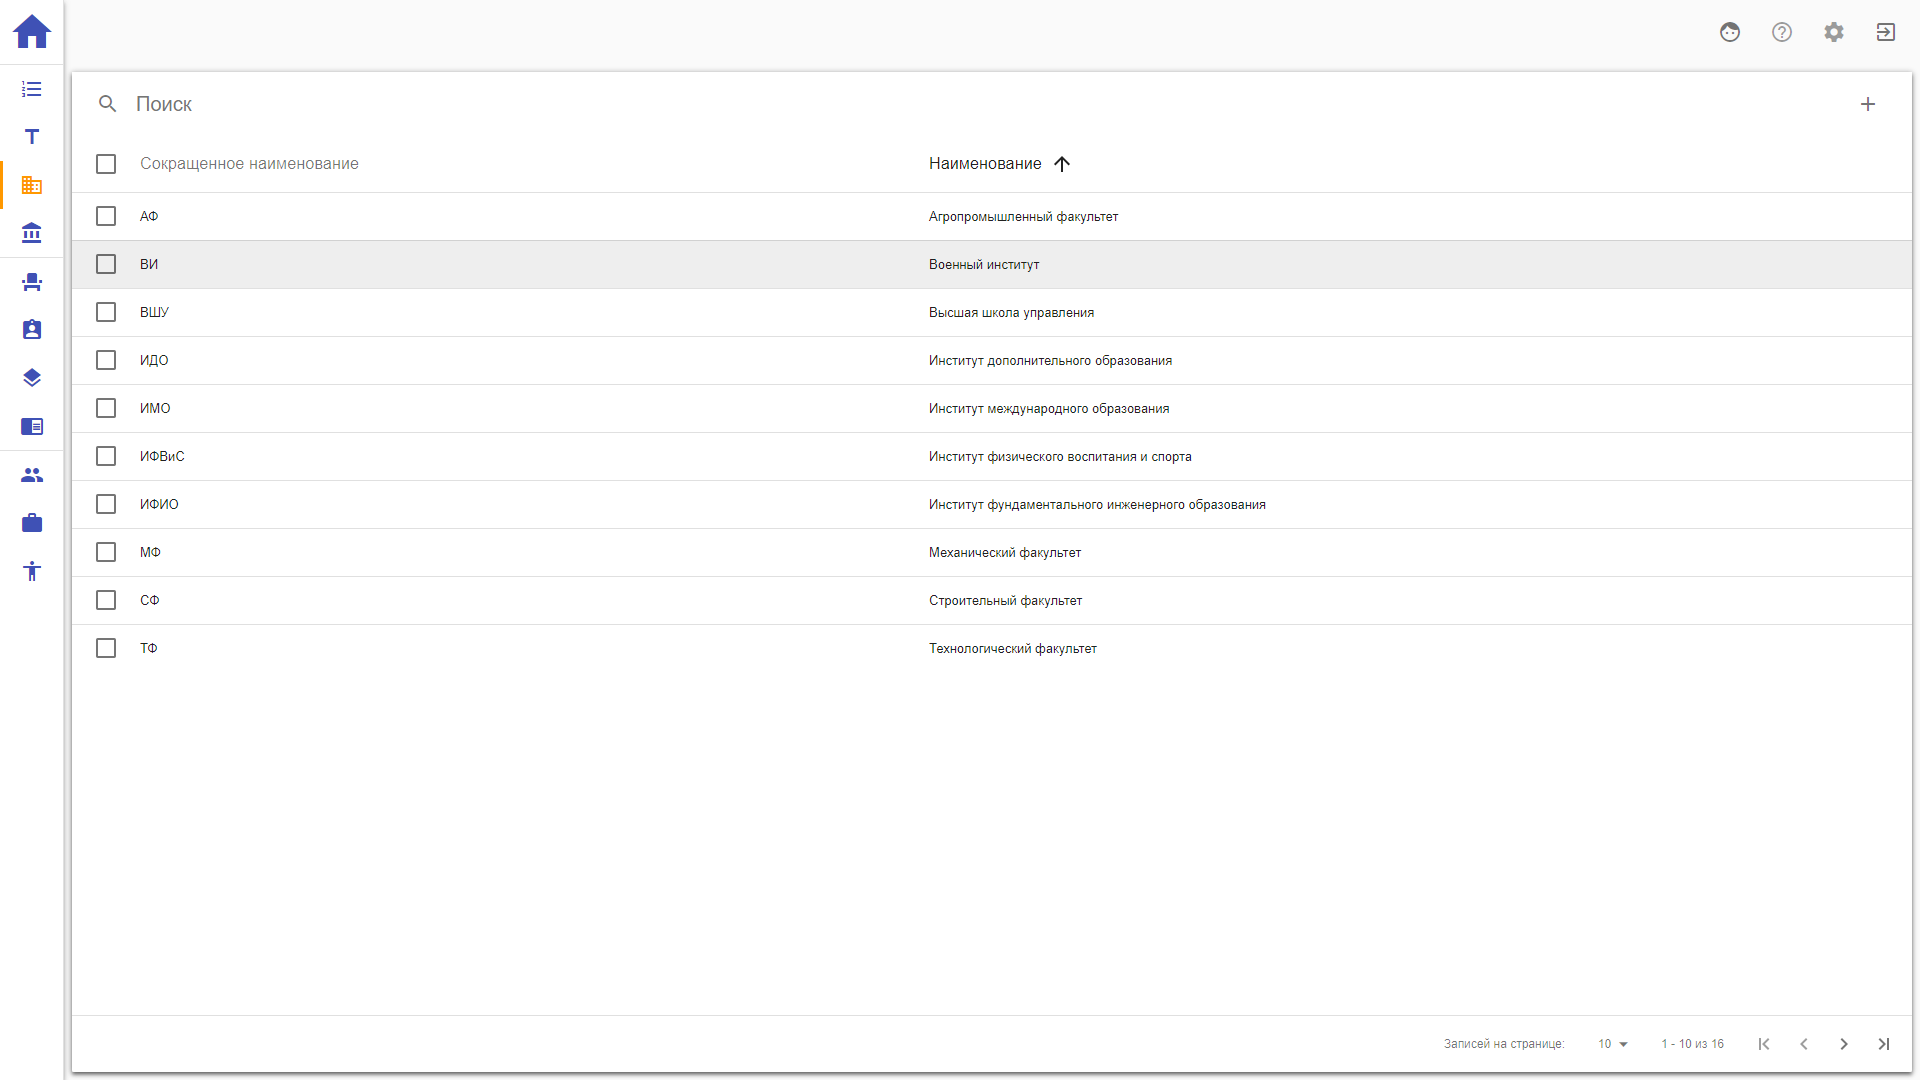 Поиск
Сокращенное наименование Наименование
АФ Агропромышленный факультет
ВИ Военный институт
ВШУ Высшая школа управления
ИДО Институт дополнительного образования
ИМО Институт международного образования
ИФВиС Институт физического воспитания и спорта
ИФИО Институт фундаментального инженерного образования
МФ Механический факультет
СФ Строительный факультет
ТФ Технологический факультет
Записей на странице: 10 1 - 10 из 16